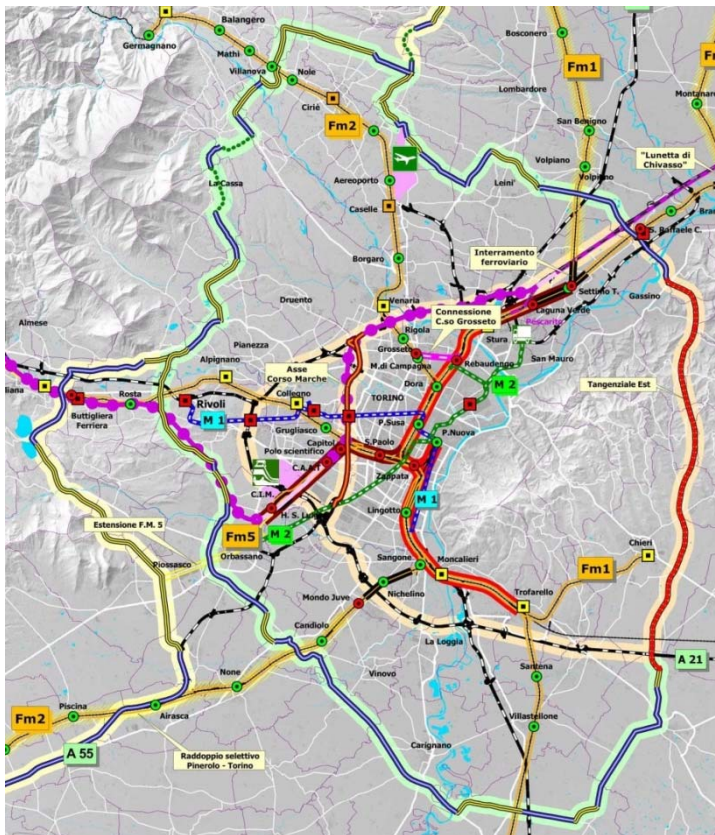 Balangero
Bosconero
Germagnano
Mathi
Fm1
Villanova
Nole
Lombardore
Montanaro
Ciriè
Fm2
San Benigno
"Lunetta di
Chivasso"
Volpiano
Volpiano
La Cassa
Aereoporto
Leini'
Caselle
S. Raffaele C.
Borgaro
Interramento
ferroviario
Settimo T.
Gassino
Druento
Venaria
Connessione
C.so Grosseto
Laguna Verde
Pescarito
Almese
Rigola
Stura
Pianezza
Grosseto
Rebaudengo
San Mauro
Alpignano
Asse
Corso Marche
M.di Campagna
Dora
M 2
Tangenziale Est
Rosta
Rivoli
Collegno
TORINO
Buttigliera
Ferriera
M 1
Grugliasco
P.Susa
P.Nuova
Capitol
S.Paolo
Polo scientifico
C.A.A.T
Zappata
C.I.M.
M 1
Lingotto
Estensione F.M. 5
Fm5
M 2
Orbassano
Chieri
Piossasco
Sangone
Moncalieri
Fm1
Mondo Juve
Nichelino
Trofarello
Candiolo
La Loggia
A 21
None
Vinovo
Santena
Piscina
Fm2
Airasca
Villastellone
A 55
Raddoppio selettivo
Pinerolo - Torino
Carignano